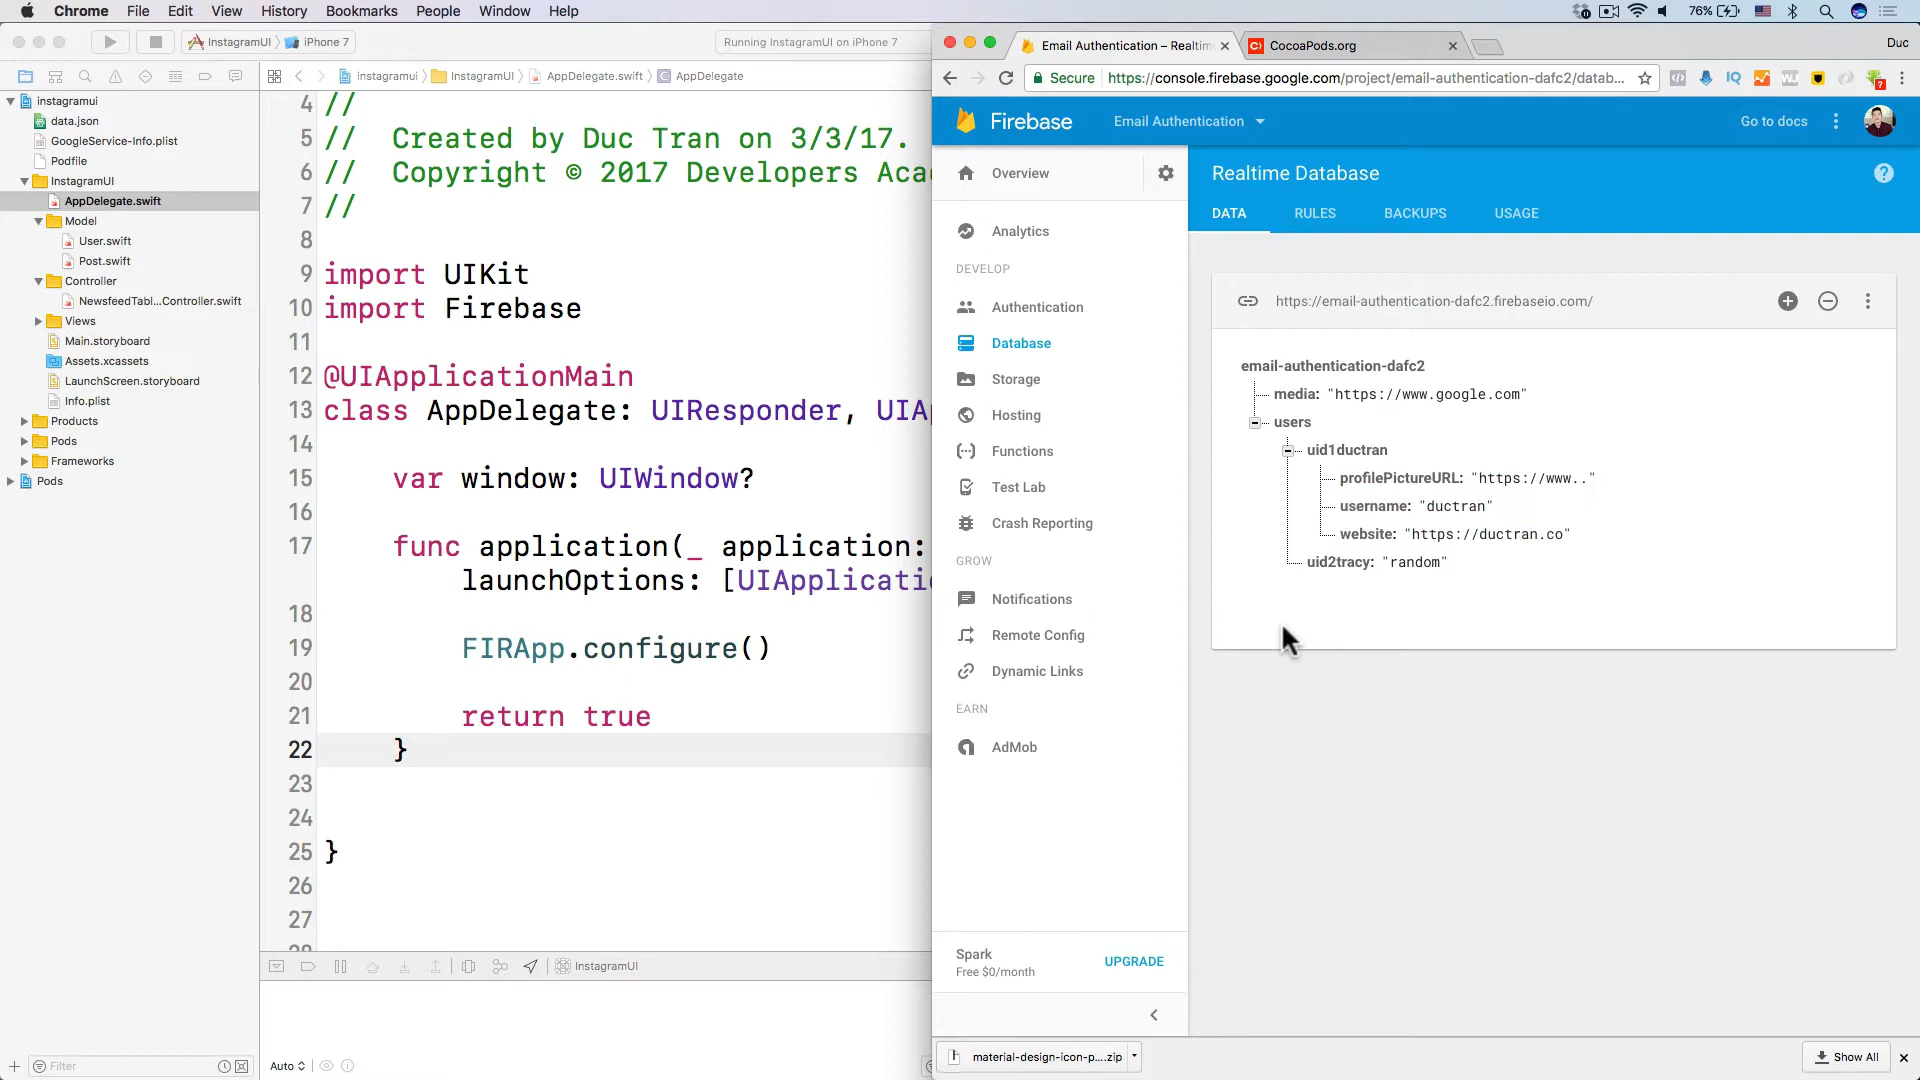 Chrome File Edit View History Bookmarks People Window Help 76%
InstagramUI iPhone 7 Running InstagramUI on iPhone 7
instagramui InstagramUI AppDelegate.swift AppDelegate
instagramui
data.json
GoogleService-Info.plist
Podfile
InstagramUI
AppDelegate.swift
Model
User.swift
Post.swift
Controller
NewsfeedTabl...Controller.swift
Views
Main.storyboard
Assets.xcassets
LaunchScreen.storyboard
Info.plist
Products
Pods
Frameworks
Pods
Filter
4 //
5 // Created by Duc Tran on 3/3/17.
6 // Copyright © 2017 Developers Aca
7 //
8
9 import UIKit
10 import Firebase
11
12 @UIApplicationMain
13 class AppDelegate: UIResponder, UIA
14
15 var window: UIWindow?
16
17 func application(_ application:
launchOptions: [UIApplicati
18
19 FIRApp.configure()
20
21 return true
22 }
23
24
25 }
26
27
28
InstagramUI
Auto
Email Authentication – Realtim CocoaPods.org Duc
Secure https://console.firebase.google.com/project/email-authentication-dafc2/datab...
Firebase Email Authentication Go to docs
Overview
Analytics
DEVELOP
Authentication
Database
Storage
Hosting
Functions
Test Lab
Crash Reporting
GROW
Notifications
Remote Config
Dynamic Links
EARN
AdMob
Spark
Free $0/month
UPGRADE
Realtime Database
DATA RULES BACKUPS USAGE
https://email-authentication-dafc2.firebaseio.com/
email-authentication-dafc2
media: "https://www.google.com"
users
uid1ductran
profilePictureURL: "https://www.."
username: "ductran"
website: "https://ductran.co"
uid2tracy: "random"
material-design-icon-p....zip
Show All